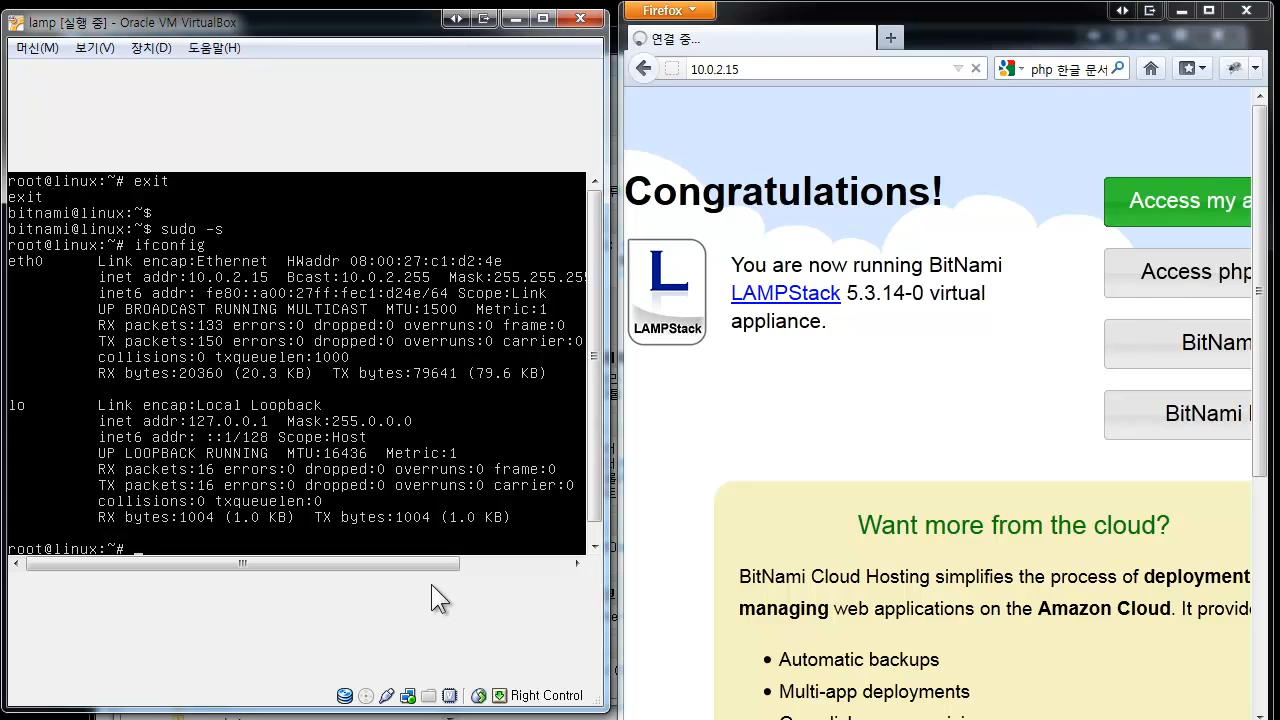 lamp [실행 중] - Oracle VM VirtualBox
머신(M) 보기(V) 장치(D) 도움말(H)
root@linux:~# exit
exit
bitnami@linux:~$
bitnami@linux:~$ sudo -s
root@linux:~# ifconfig
eth0 Link encap:Ethernet HWaddr 08:00:27:c1:d2:4e
inet addr:10.0.2.15 Bcast:10.0.2.255 Mask:255.255.255
inet6 addr: fe80::a00:27ff:fec1:d24e/64 Scope:Link
UP BROADCAST RUNNING MULTICAST MTU:1500 Metric:1
RX packets:133 errors:0 dropped:0 overruns:0 frame:0
TX packets:150 errors:0 dropped:0 overruns:0 carrier:0
collisions:0 txqueuelen:1000
RX bytes:20360 (20.3 KB) TX bytes:79641 (79.6 KB)
lo Link encap:Local Loopback
inet addr:127.0.0.1 Mask:255.0.0.0
inet6 addr: ::1/128 Scope:Host
UP LOOPBACK RUNNING MTU:16436 Metric:1
RX packets:16 errors:0 dropped:0 overruns:0 frame:0
TX packets:16 errors:0 dropped:0 overruns:0 carrier:0
collisions:0 txqueuelen:0
RX bytes:1004 (1.0 KB) TX bytes:1004 (1.0 KB)
root@linux:~# _
Right Control
Firefox
연결 중...
10.0.2.15
php 한글 문서
Congratulations!
L
LAMPStack
You are now running BitNami
LAMPStack 5.3.14-0 virtual
appliance.
Access my a
Access php
BitNam
BitNami
Want more from the cloud?
BitNami Cloud Hosting simplifies the process of deployment
managing web applications on the Amazon Cloud. It provide
• Automatic backups
• Multi-app deployments